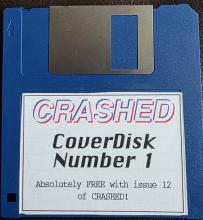 CRASHED
CoverDisk
Number 1
Absolutely FREE with issue 12
of CRASHED!